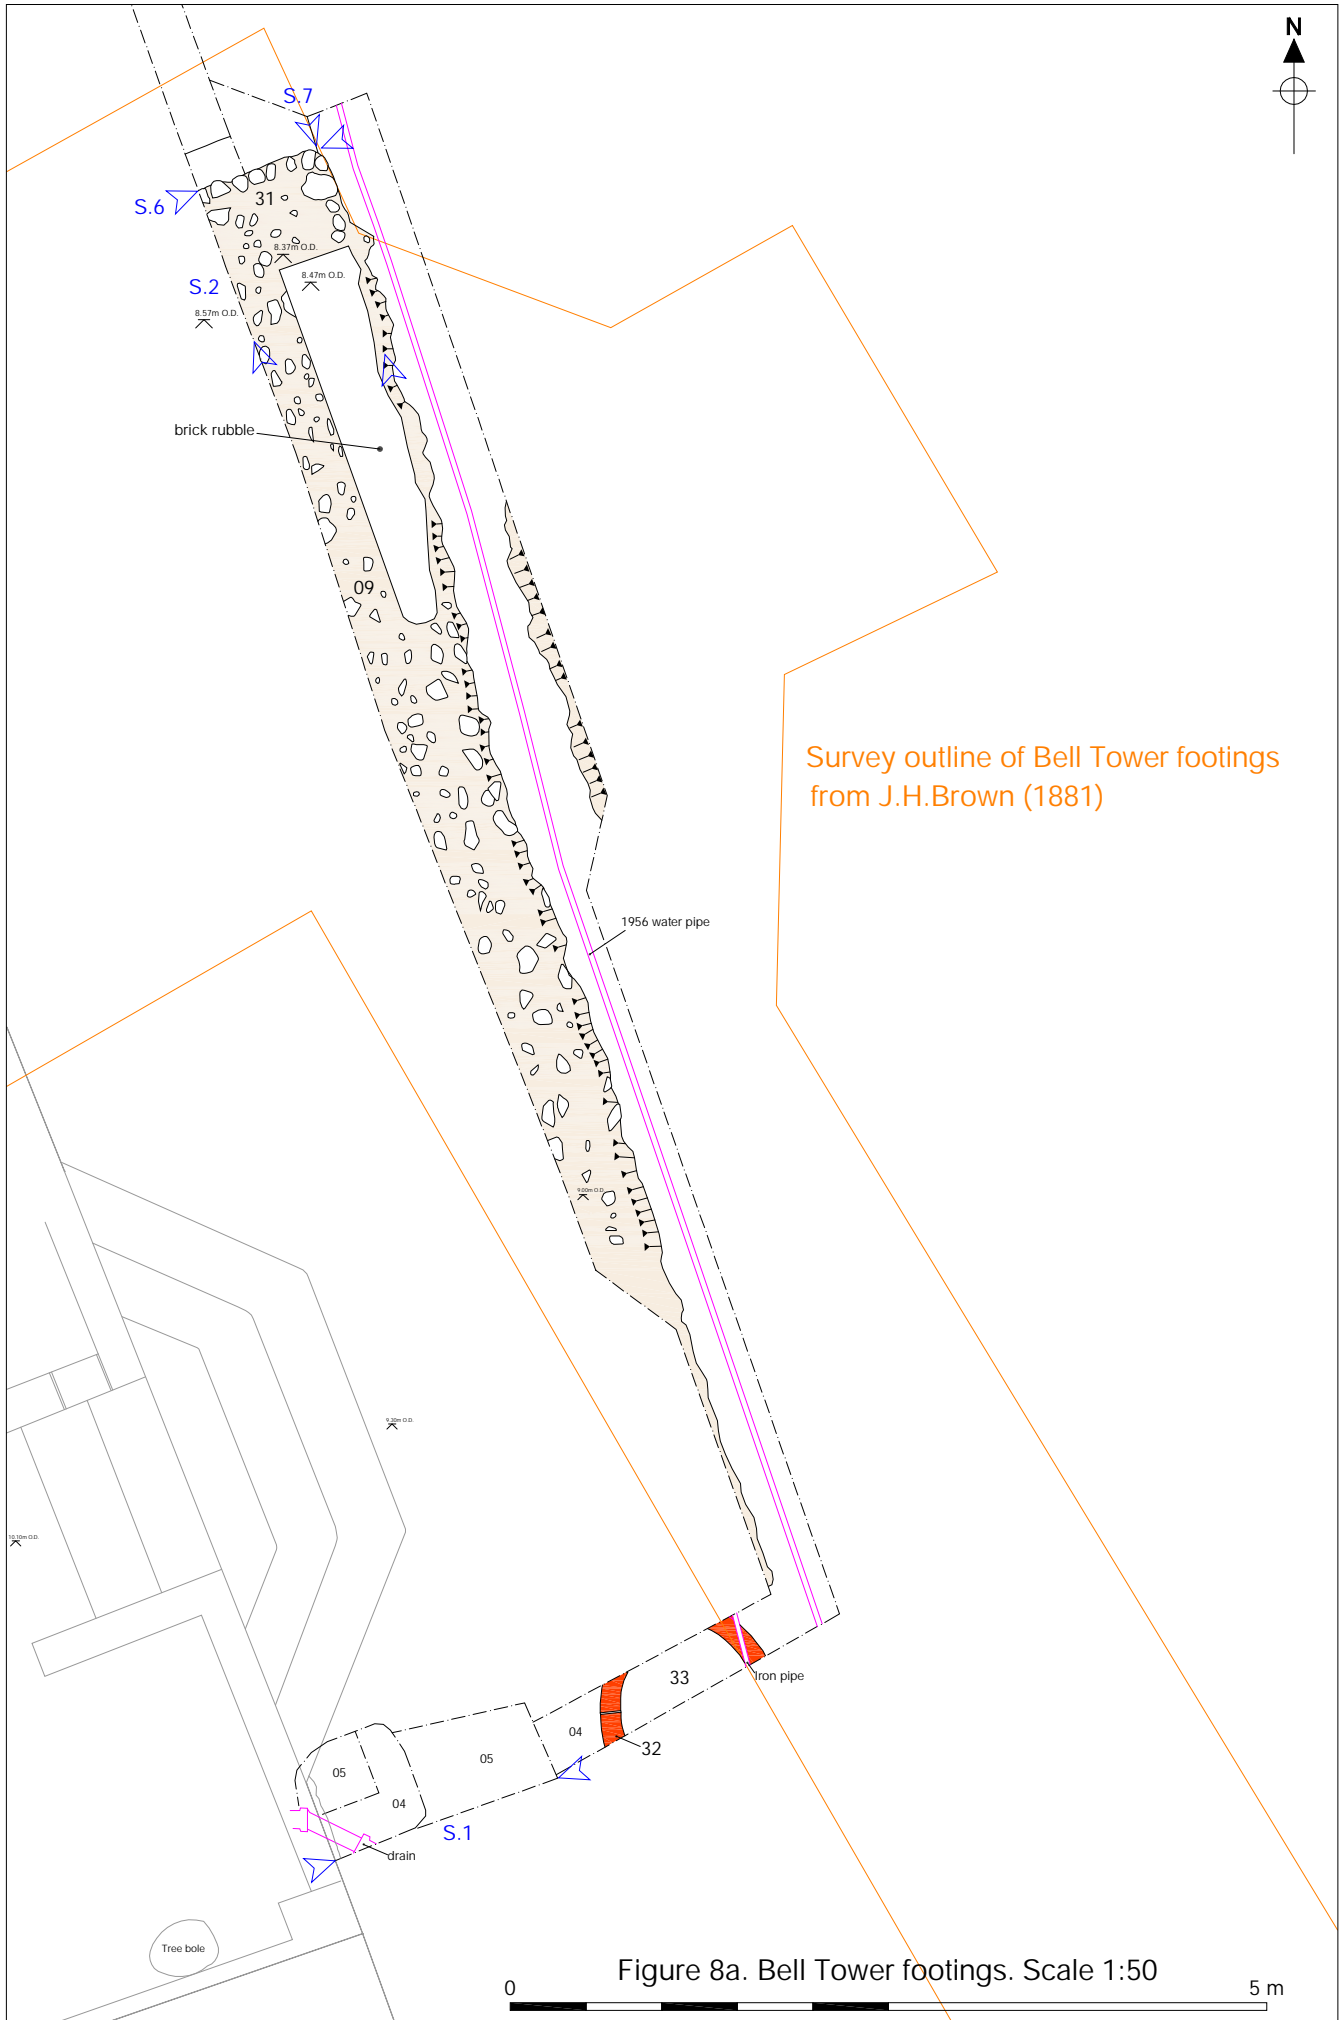 N
S.7
S.6
31
8.37m O.D.
S.2
8.47m O.D.
8.57m O.D.
brick rubble
09
Survey outline of Bell Tower footings
from J.H.Brown (1881)
1956 water pipe
9.00m O.D.
9.30m O.D.
10.10m O.D.
33
Iron pipe
04
32
05
05
04
S.1
drain
Tree bole
Figure 8a. Bell Tower footings. Scale 1:50
0
5 m